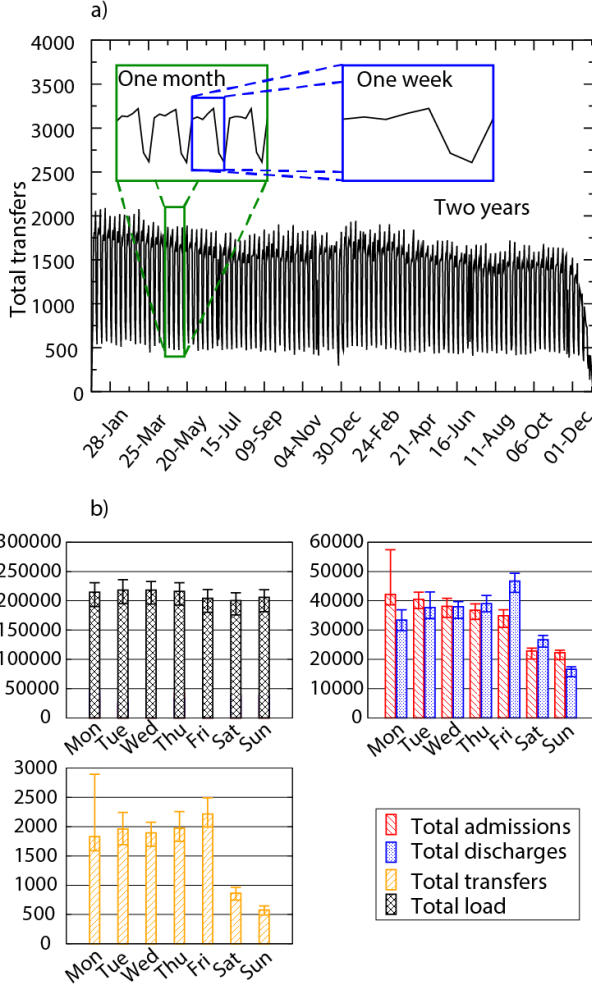 a)
4000
3500
3000
2500
2000
1500
1000
500
0
Total transfers
One month
One week
Two years
28-Jan
25-Mar
20-May
15-Jul
09-Sep
04-Nov
30-Dec
24-Feb
21-Apr
16-Jun
11-Aug
06-Oct
01-Dec
b)
300000
250000
200000
150000
100000
50000
0
Mon Tue Wed Thu Fri Sat Sun
60000
50000
40000
30000
20000
10000
0
Mon Tue Wed Thu Fri Sat Sun
3000
2500
2000
1500
1000
500
0
Mon Tue Wed Thu Fri Sat Sun
Total admissions
Total discharges
Total transfers
Total load